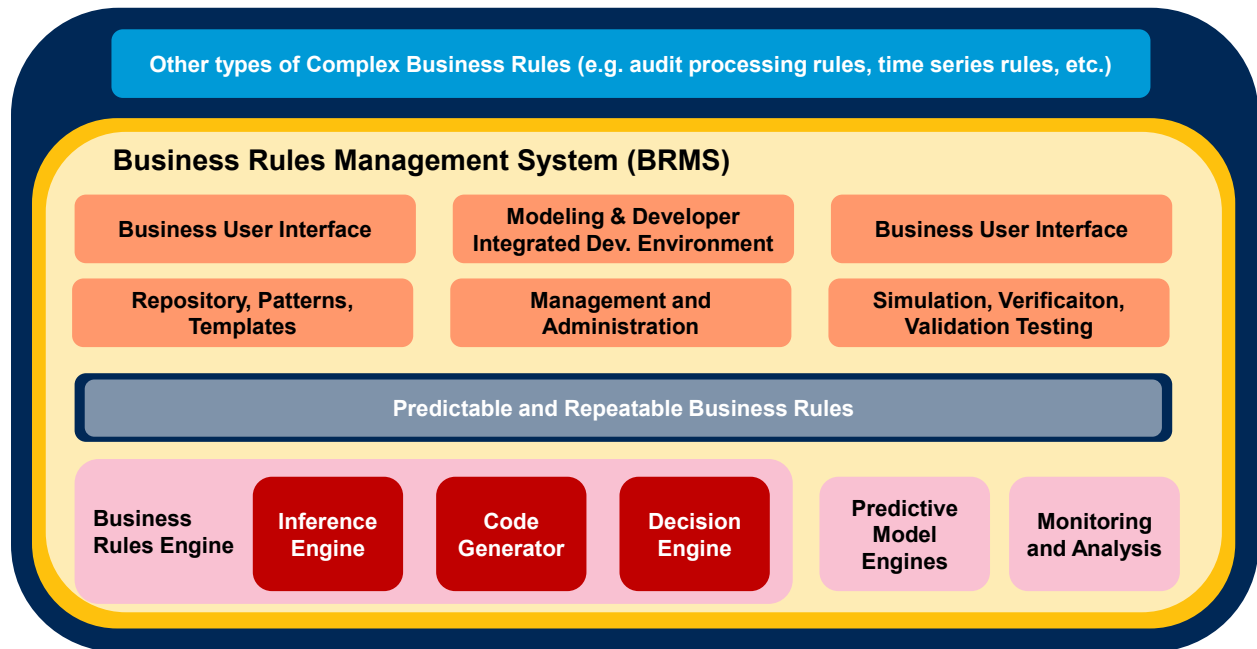 Other types of Complex Business Rules (e.g. audit processing rules, time series rules, etc.)
Business Rules Management System (BRMS)
Business User Interface
Modeling & Developer
Integrated Dev. Environment
Business User Interface
Repository, Patterns,
Templates
Management and
Administration
Simulation, Verificaiton,
Validation Testing
Predictable and Repeatable Business Rules
Business
Rules Engine
Inference
Engine
Code
Generator
Decision
Engine
Predictive
Model
Engines
Monitoring
and Analysis